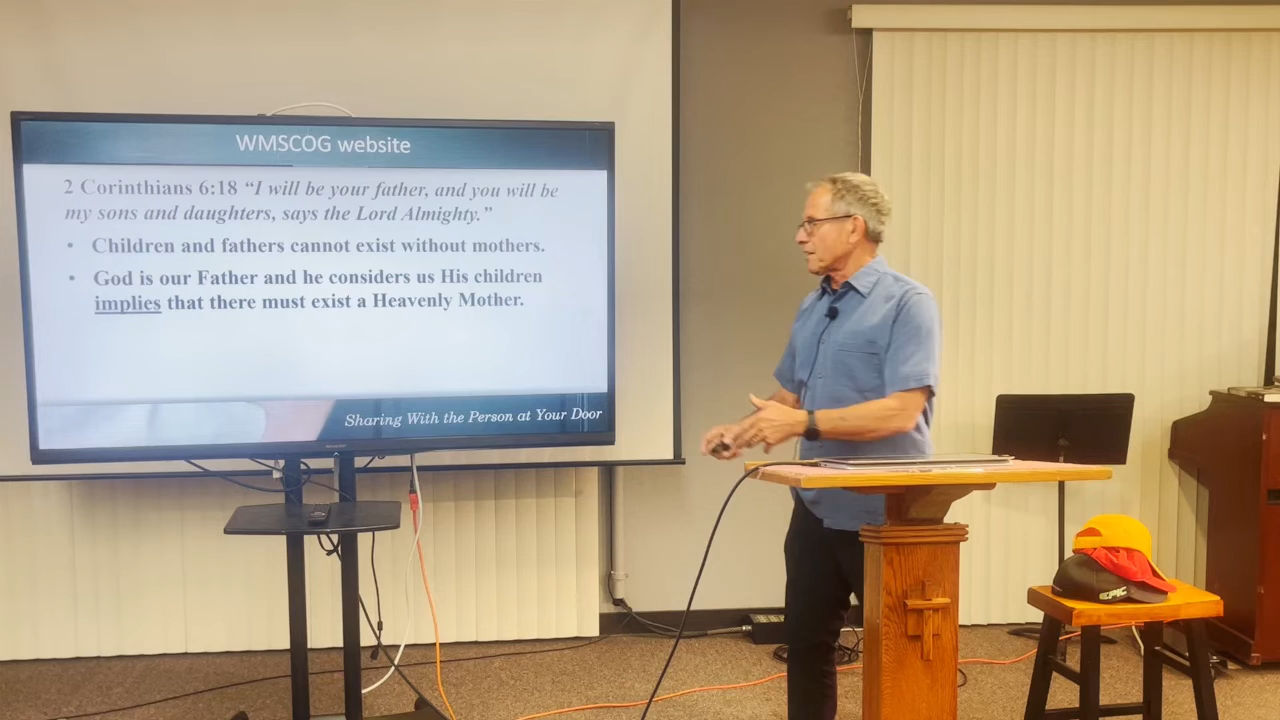 WMSCOG website
2 Corinthians 6:18 “I will be your father, and you will be
my sons and daughters, says the Lord Almighty.”
• Children and fathers cannot exist without mothers.
• God is our Father and he considers us His children
implies that there must exist a Heavenly Mother.
Sharing With the Person at Your Door
EPIC